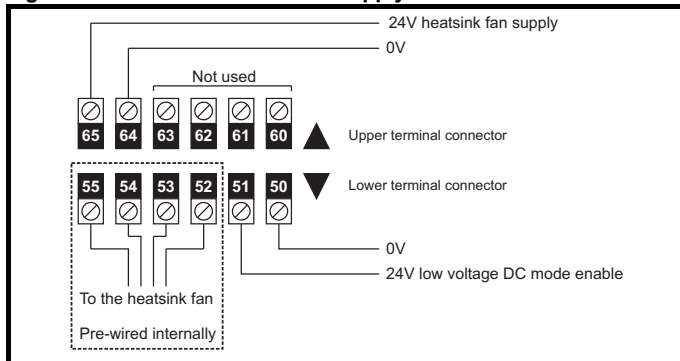 24V heatsink fan supply
0V
Not used
65 64 63 62 61 60
Upper terminal connector
55 54 53 52 51 50
Lower terminal connector
0V
24V low voltage DC mode enable
To the heatsink fan
Pre-wired internally